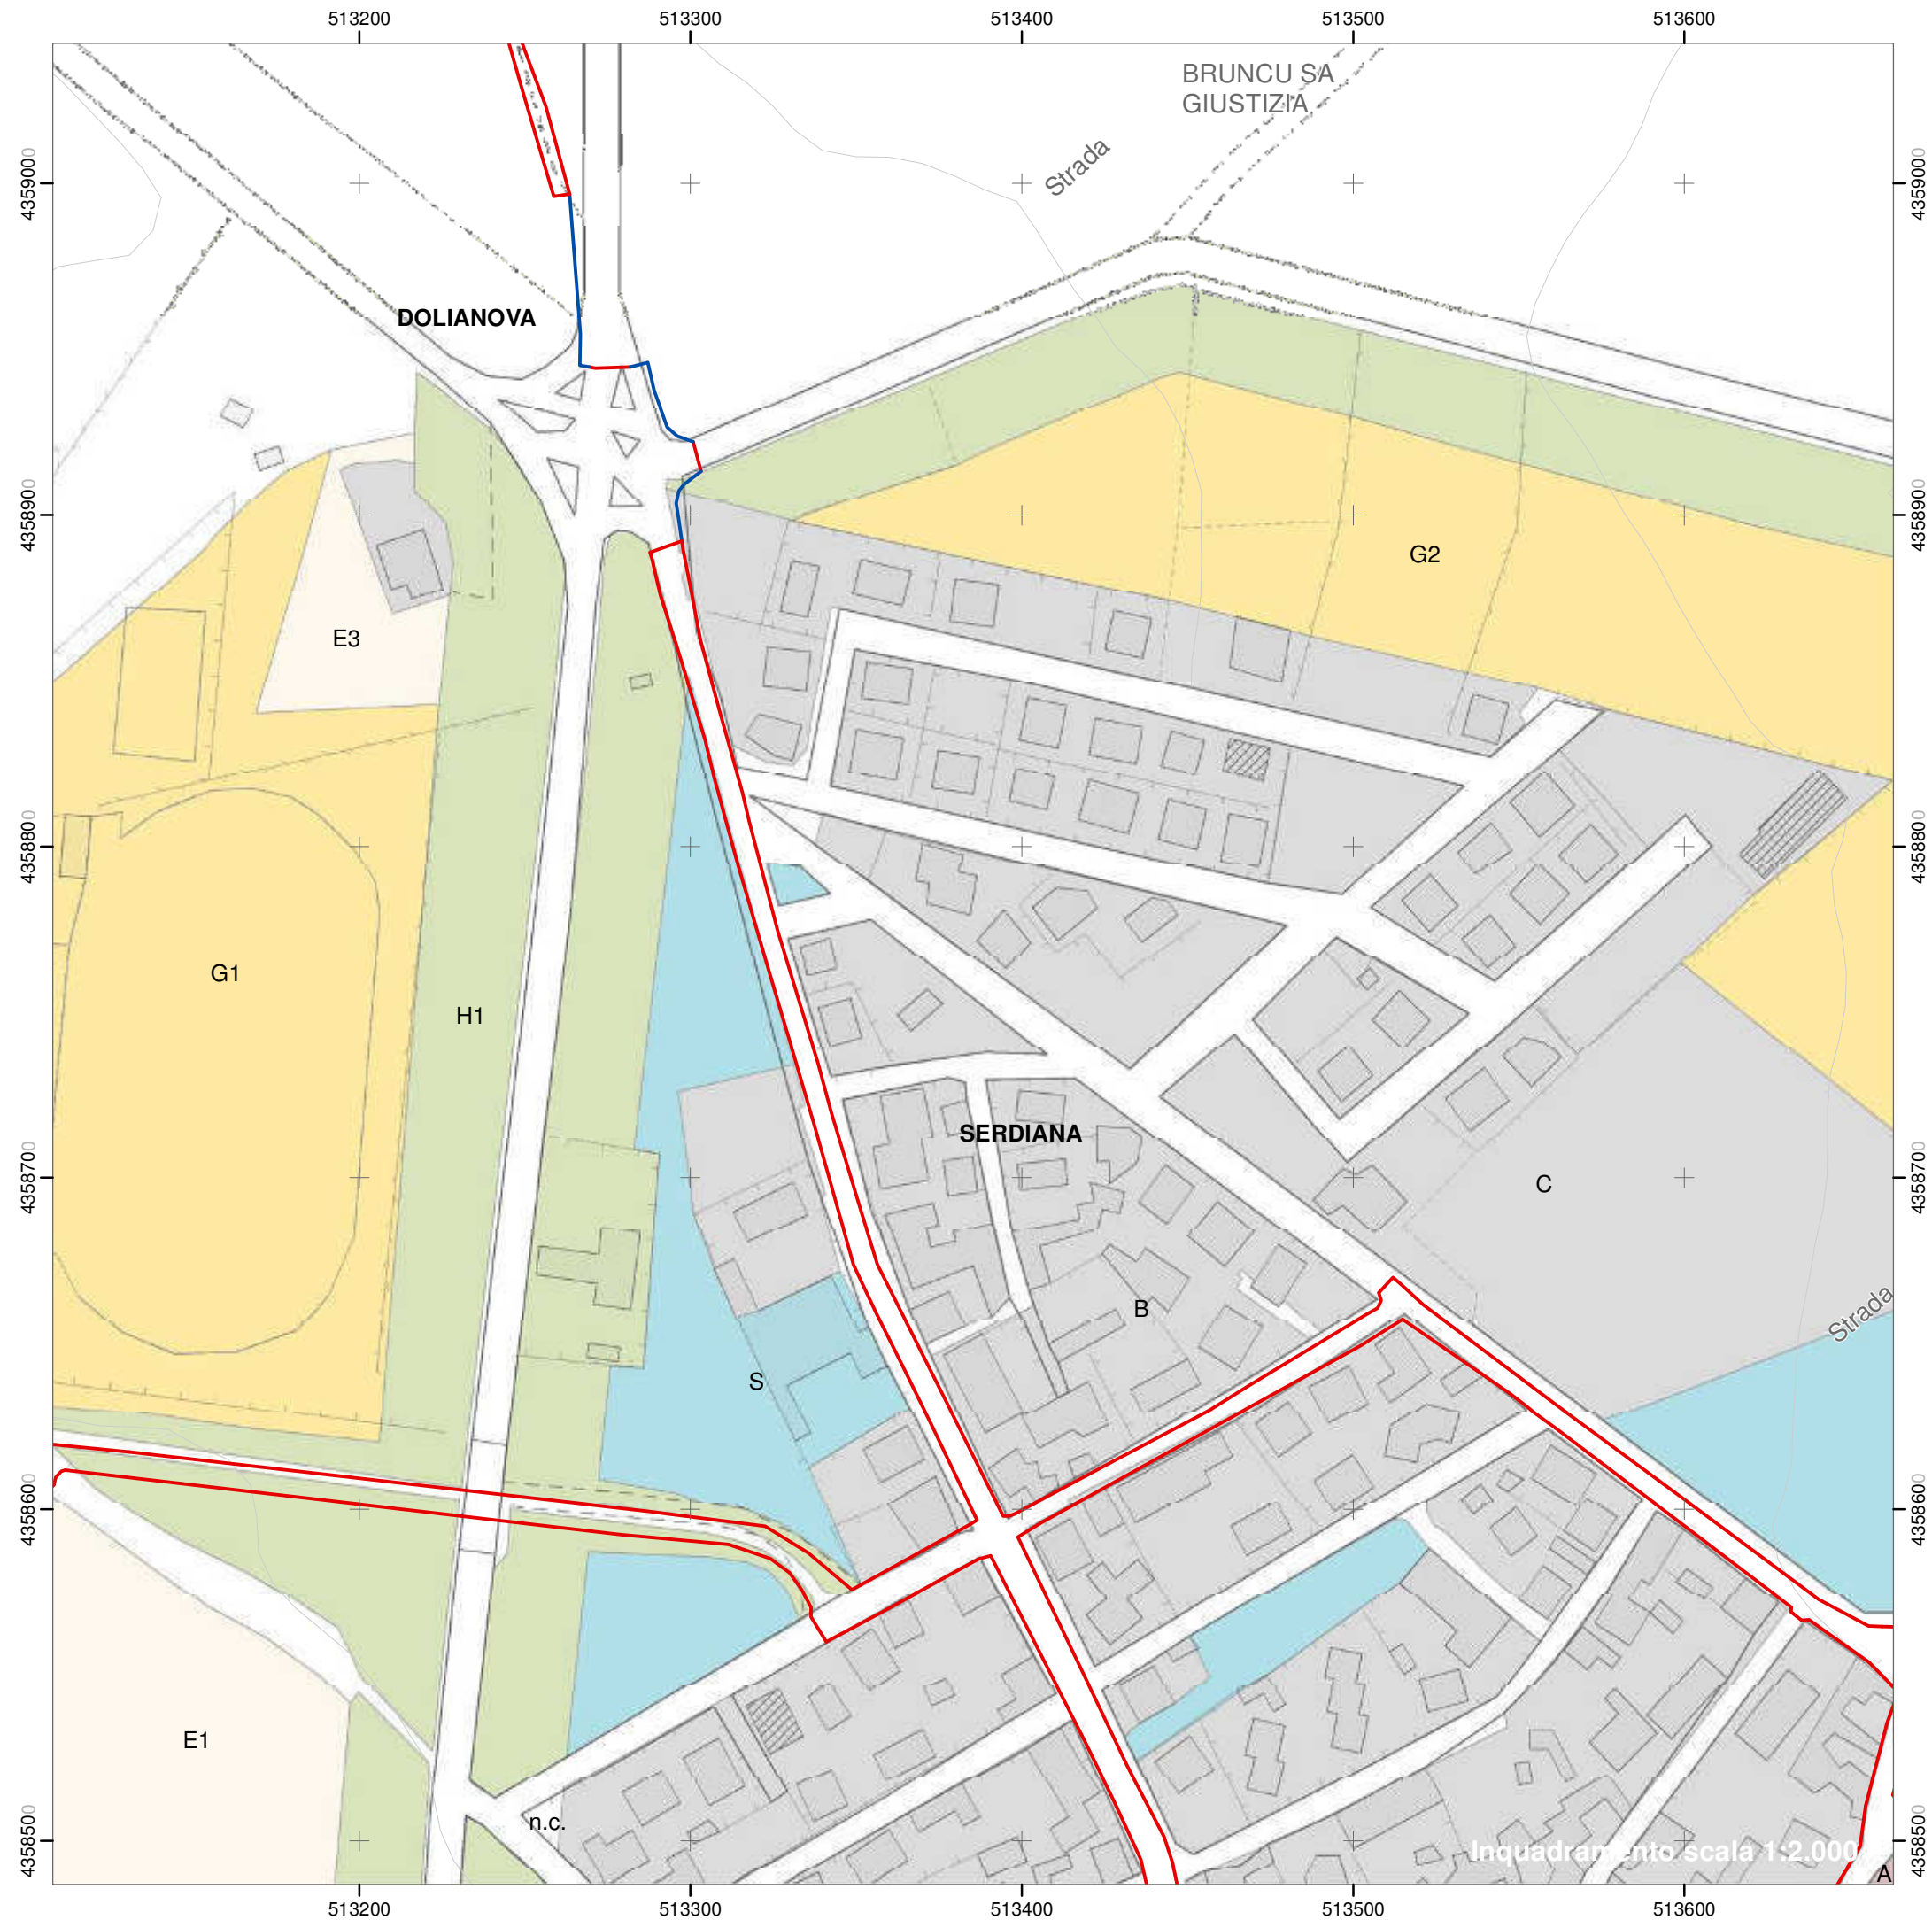 513200 513300 513400 513500 513600
BRUNCU SA
GIUSTIZIA
Strada
4359000 4359000
DOLIANOVA
4358900 4358900
G2
E3
4358800 4358800
G1
H1
SERDIANA
4358700 4358700
C
B
Strada
S
4358600 4358600
E1
n.c.
4358500 4358500
Inquadramento scala 1:2.000
A
513200 513300 513400 513500 513600